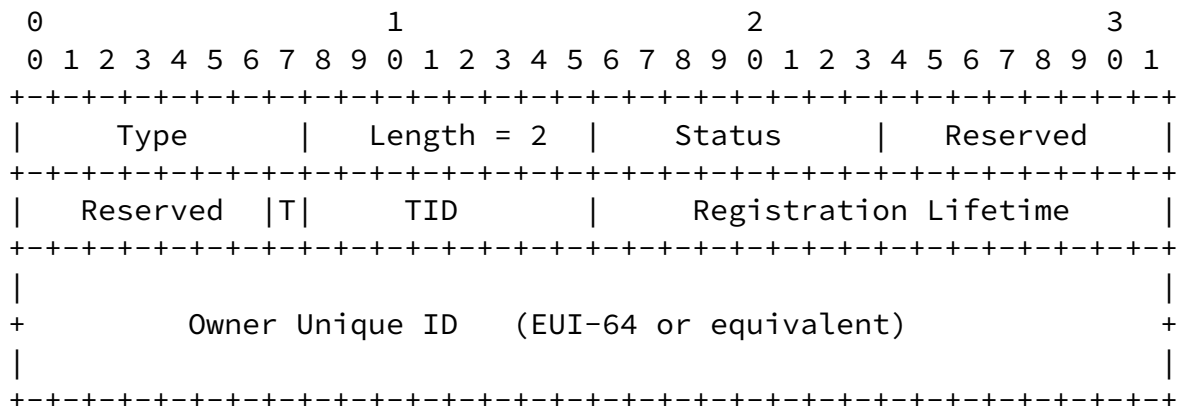 0                   1                   2                   3
 0 1 2 3 4 5 6 7 8 9 0 1 2 3 4 5 6 7 8 9 0 1 2 3 4 5 6 7 8 9 0 1
+-+-+-+-+-+-+-+-+-+-+-+-+-+-+-+-+-+-+-+-+-+-+-+-+-+-+-+-+-+-+-+-+
|     Type      |   Length = 2  |    Status     |   Reserved    |
+-+-+-+-+-+-+-+-+-+-+-+-+-+-+-+-+-+-+-+-+-+-+-+-+-+-+-+-+-+-+-+-+
|   Reserved  |T|     TID       |     Registration Lifetime     |
+-+-+-+-+-+-+-+-+-+-+-+-+-+-+-+-+-+-+-+-+-+-+-+-+-+-+-+-+-+-+-+-+
|                                                               |
+         Owner Unique ID   (EUI-64 or equivalent)              +
|                                                               |
+-+-+-+-+-+-+-+-+-+-+-+-+-+-+-+-+-+-+-+-+-+-+-+-+-+-+-+-+-+-+-+-+